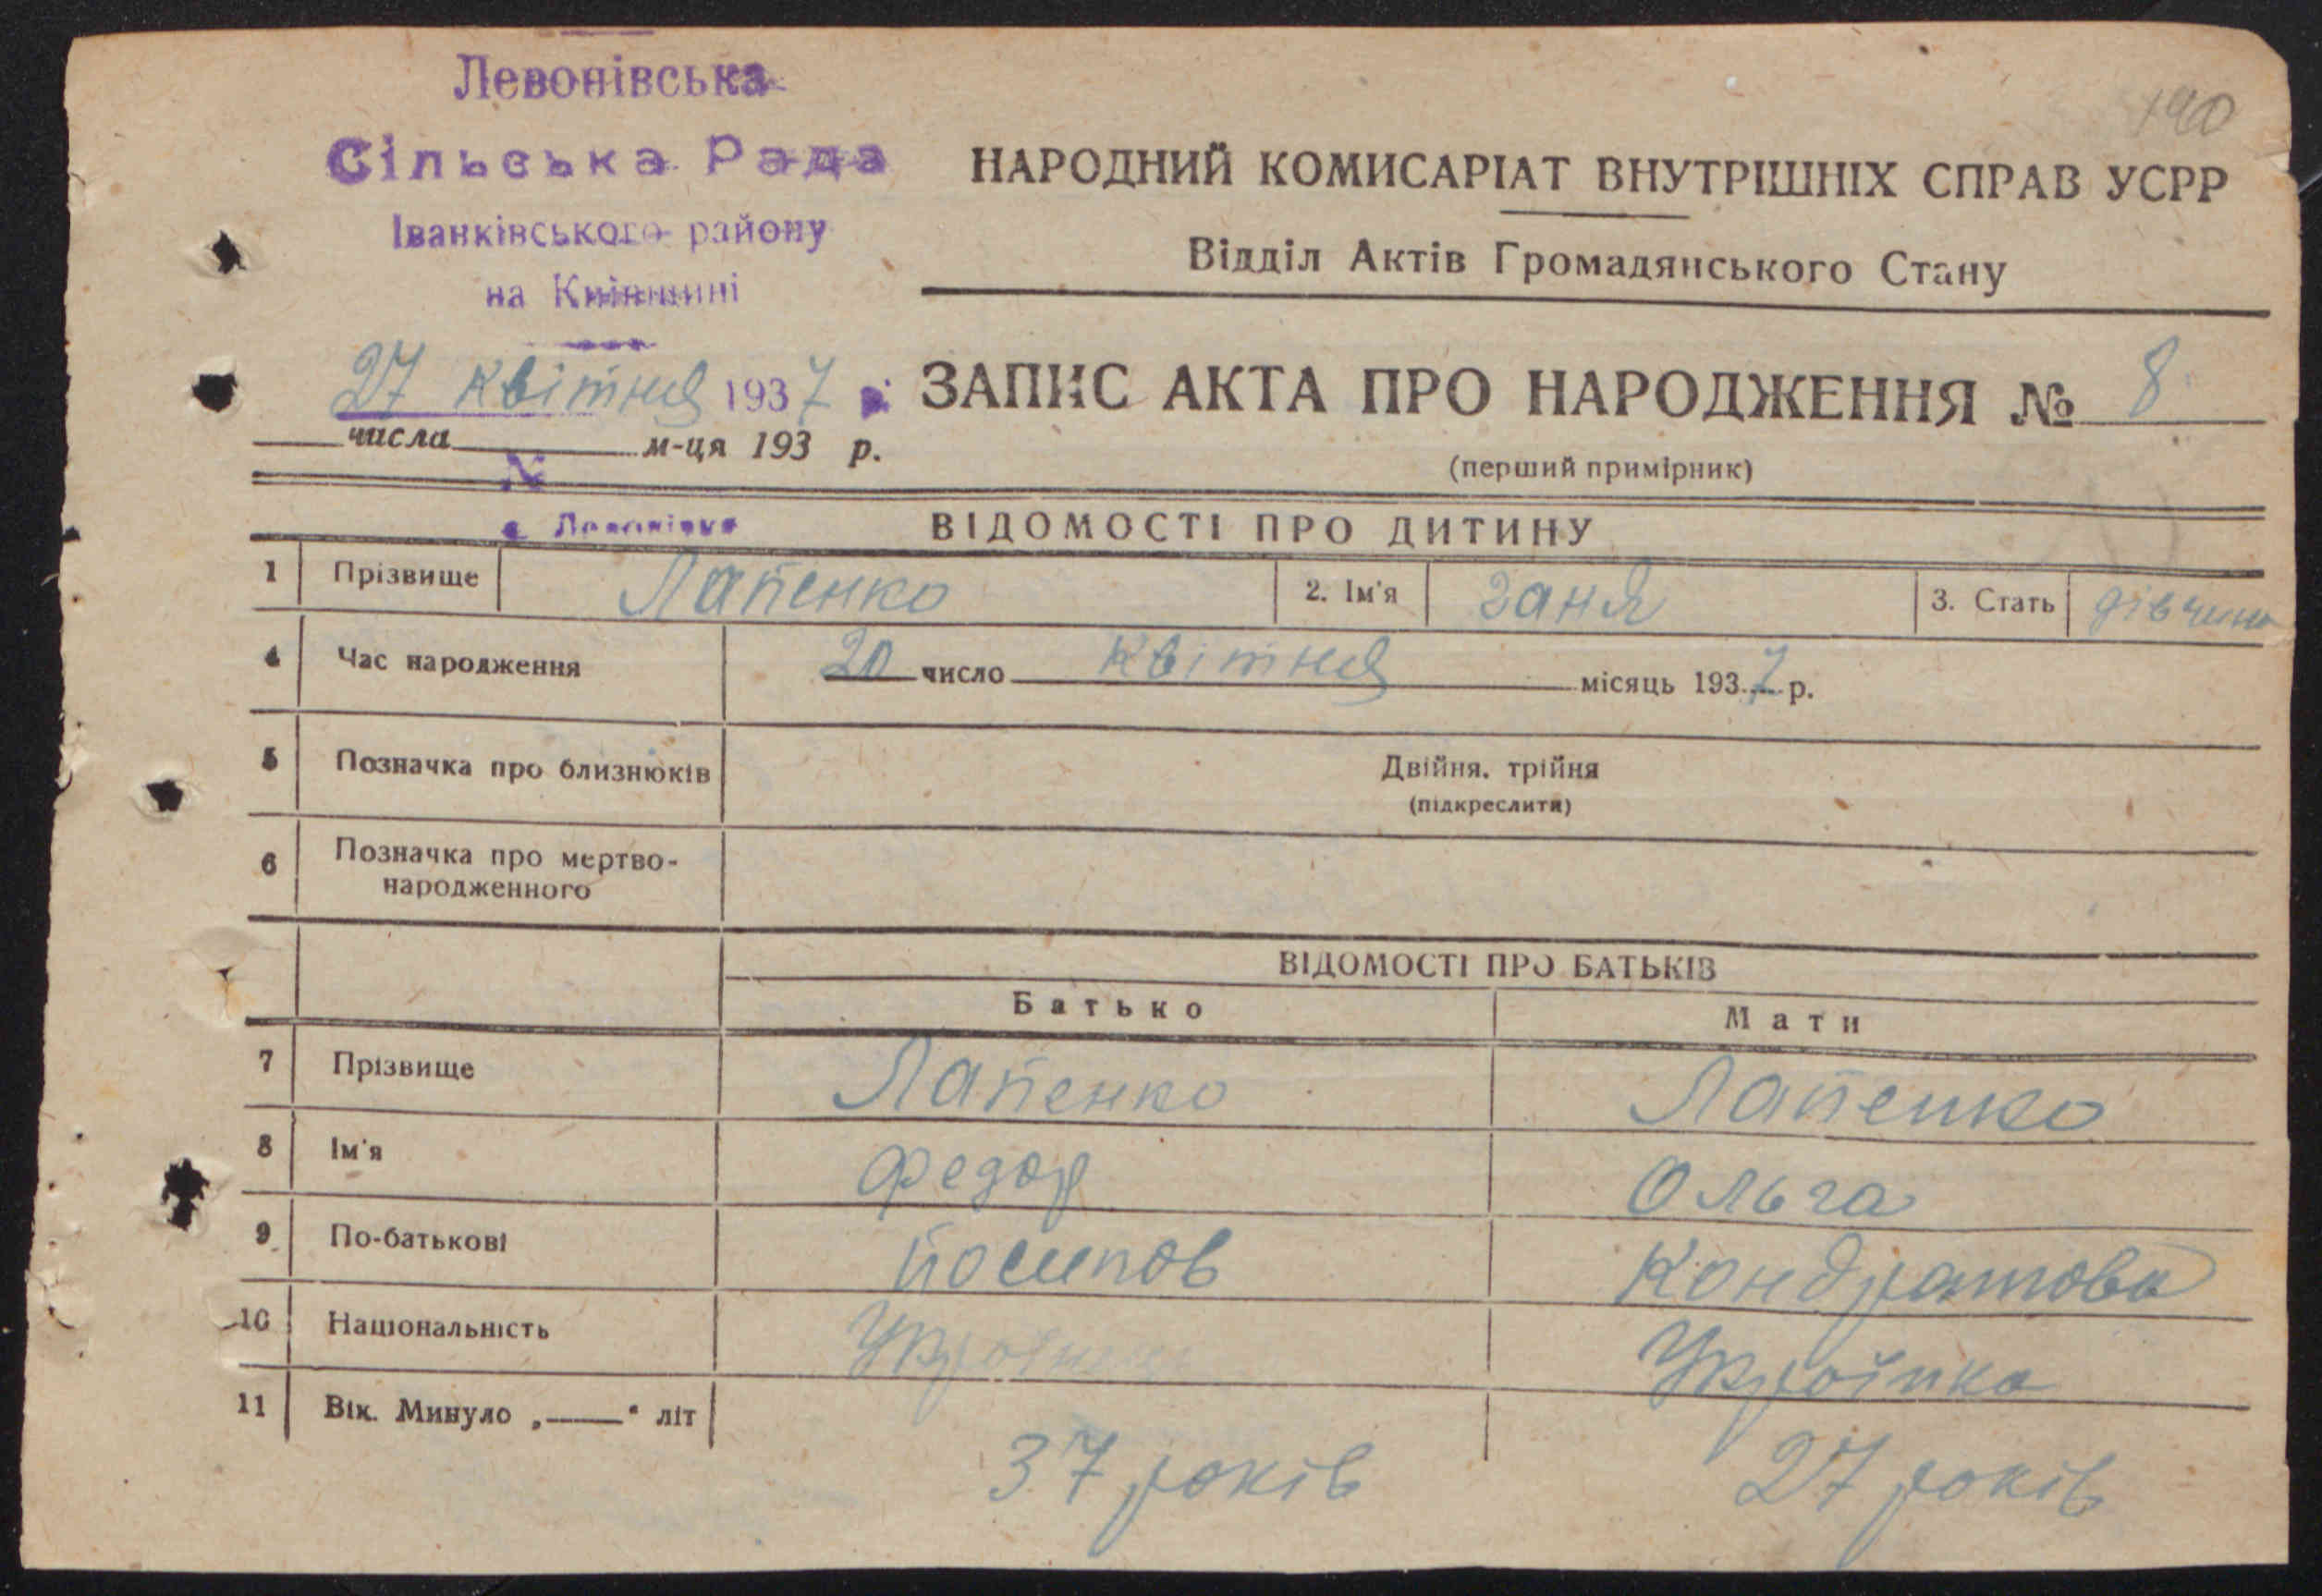 Левонівська
Сільська Рада
Іванківського району
на Київщині
190
НАРОДНИЙ КОМИСАРІАТ ВНУТРІШНІХ СПРАВ УСРР
Відділ Актів Громадянського Стану
27 квітня 1937 р.
числа м-ця 193 р.
№
с Левонівка
ЗАПИС АКТА ПРО НАРОДЖЕННЯ № 8
(перший примірник)
ВІДОМОСТІ ПРО ДИТИНУ
1 Прізвище Лапенко 2. Ім'я Заня 3. Стать дівчина
4 Час народження 20 число квітня місяць 1937 р.
5 Позначка про близнюків Двійня, трійня
(підкреслити)
6 Позначка про мертво-
народженного
ВІДОМОСТІ ПРО БАТЬКІВ
Батько Мати
7 Прізвище Лапенко Лапенко
8 Ім'я Федор Ольга
9 По-батькові Йосипов Кондратова
10 Національність Українець Українка
11 Вік. Минуло „——“ літ 37 років 27 років